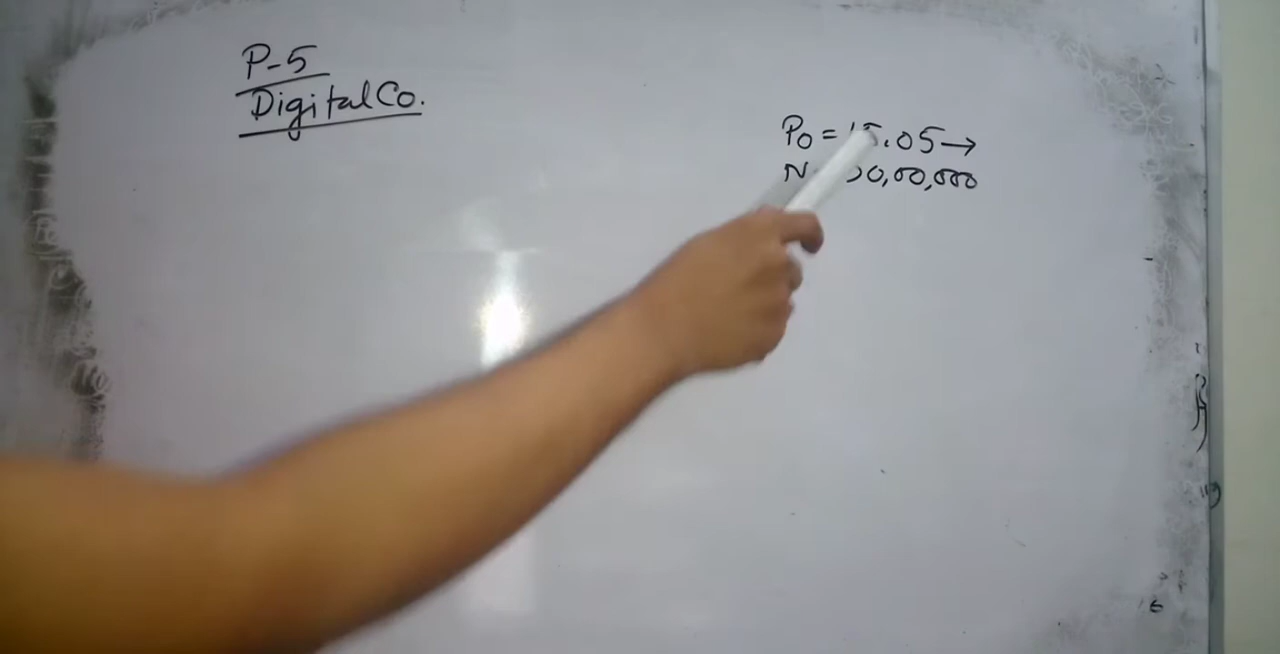 P-5
Digital Co.
P0 = 15.05 →
N 00,00,000